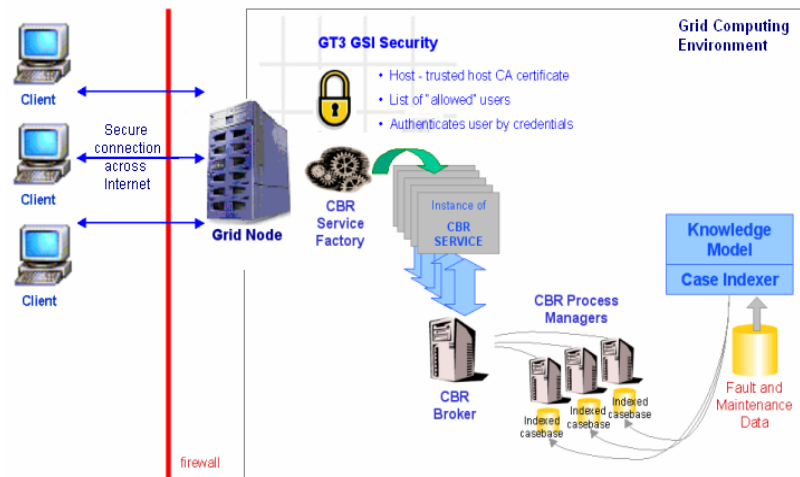 Grid Computing
Environment
GT3 GSI Security
• Host - trusted host CA certificate
• List of "allowed" users
• Authenticates user by credentials
Client
Client
Client
Secure
connection
across
Internet
Grid Node
CBR
Service
Factory
Instance of
CBR
SERVICE
Knowledge
Model
Case Indexer
CBR Process
Managers
CBR
Broker
Indexed
casebase
Indexed
casebase
Indexed
casebase
Fault and
Maintenance
Data
firewall